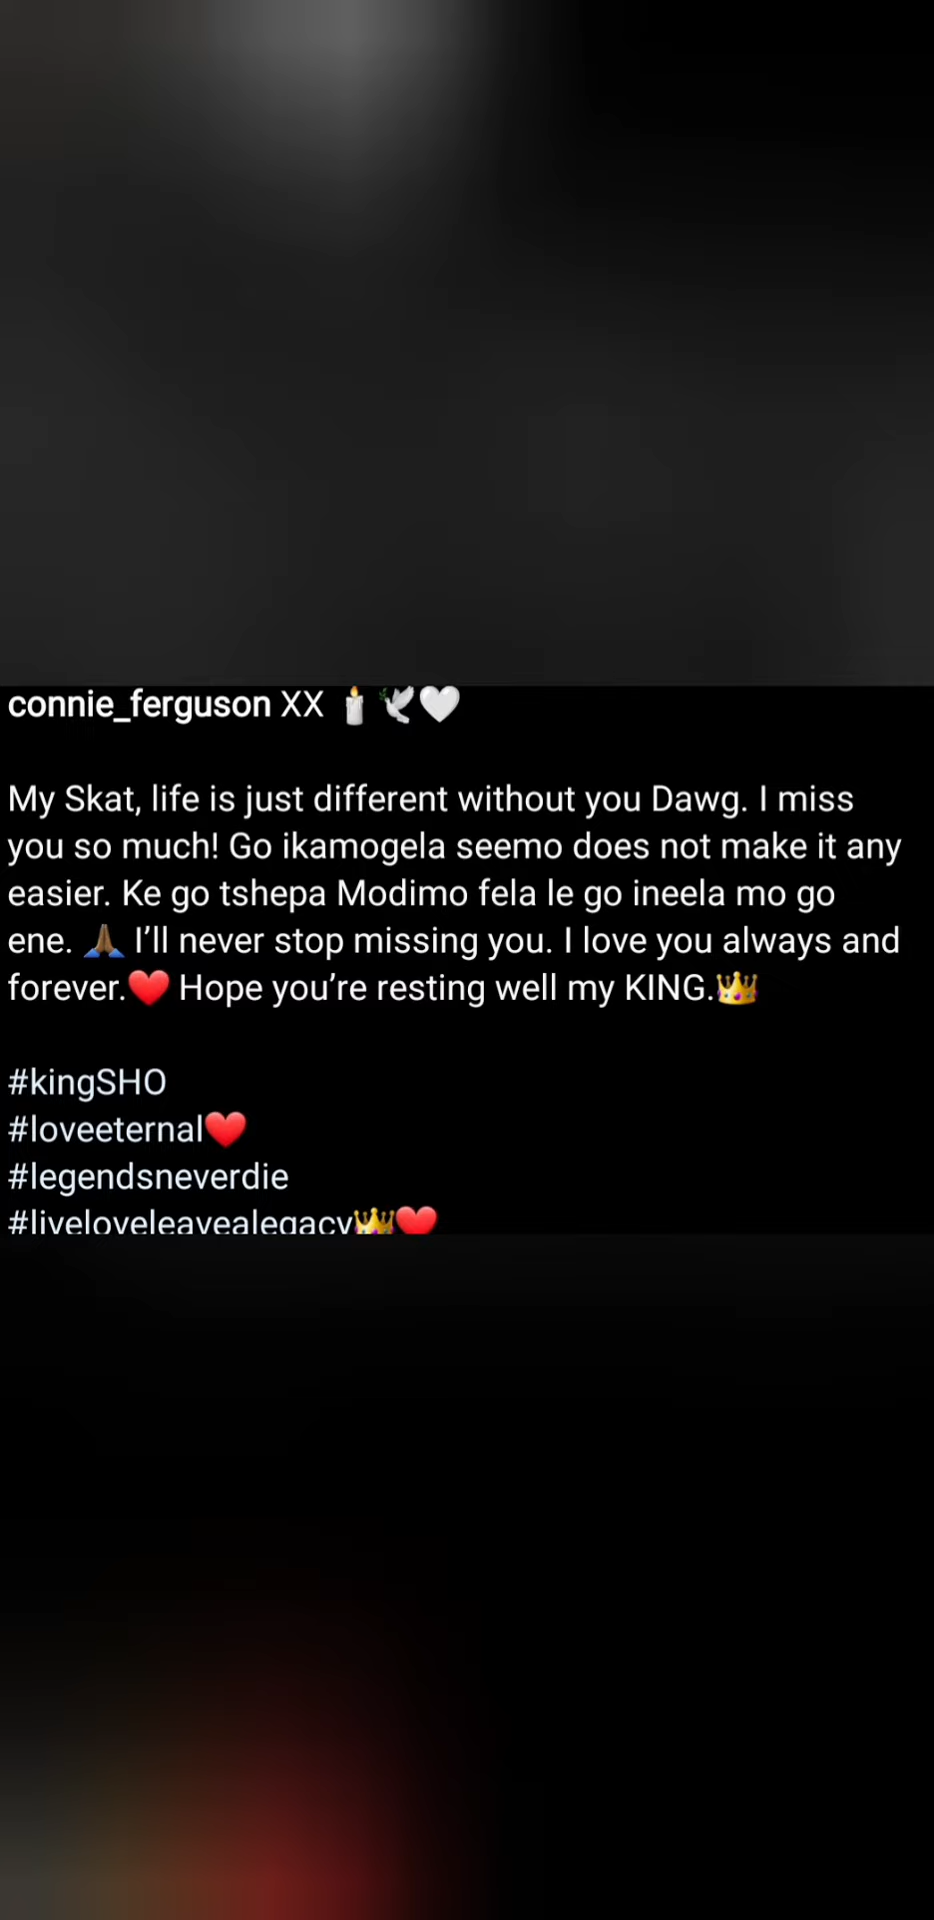 connie_ferguson XX 🕯️🕊️🤍
My Skat, life is just different without you Dawg. I miss
you so much! Go ikamogela seemo does not make it any
easier. Ke go tshepa Modimo fela le go ineela mo go
ene. 🙏🏾 I’ll never stop missing you. I love you always and
forever.❤️ Hope you’re resting well my KING.👑
#kingSHO
#loveeternal❤️
#legendsneverdie
#liveloveleavealegacy👑❤️